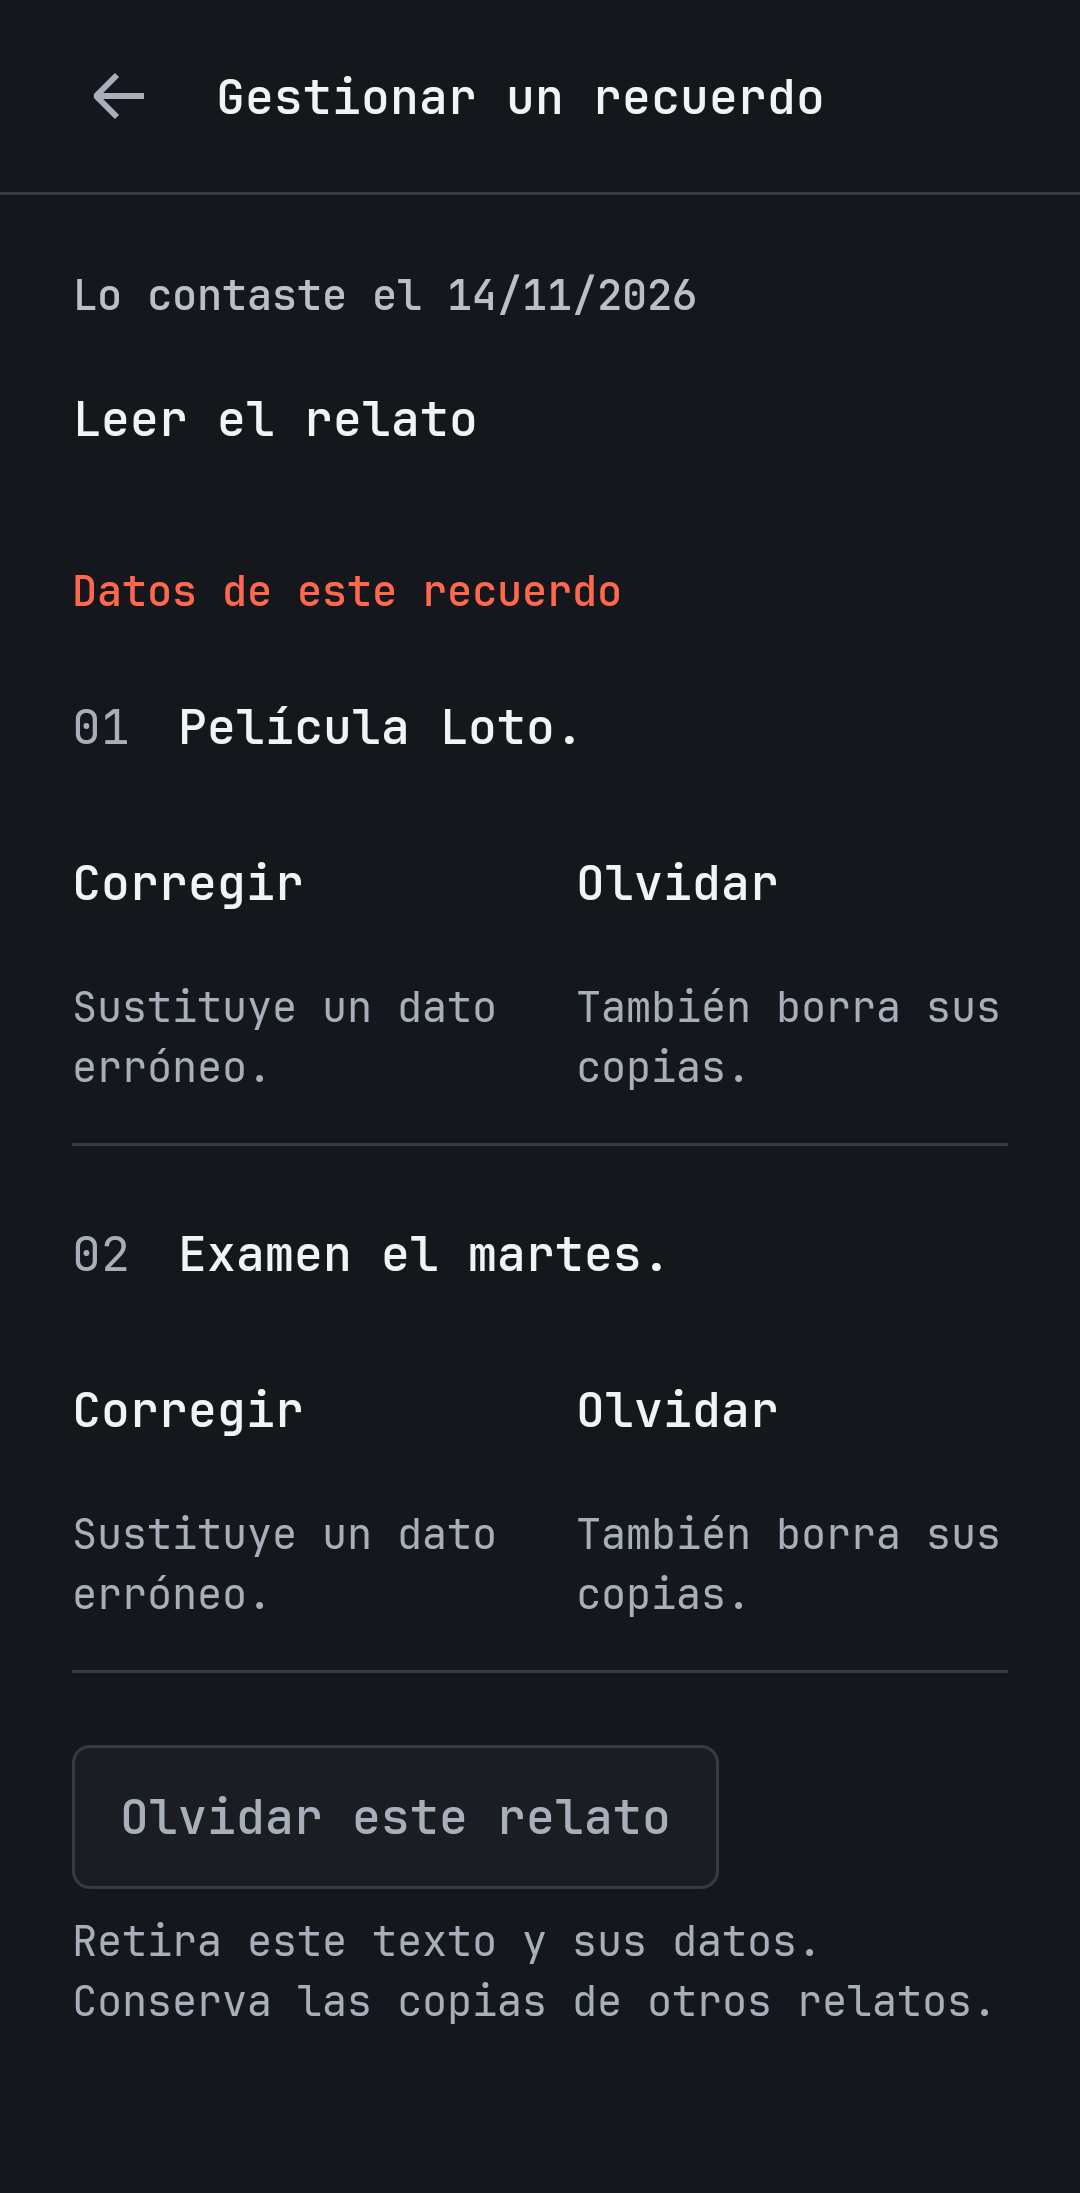 Gestionar un recuerdo
Lo contaste el 14/11/2026
Leer el relato
Datos de este recuerdo
01 Película Loto.
Corregir
Sustituye un dato
erróneo.
Olvidar
También borra sus
copias.
02 Examen el martes.
Corregir
Sustituye un dato
erróneo.
Olvidar
También borra sus
copias.
Olvidar este relato
Retira este texto y sus datos.
Conserva las copias de otros relatos.